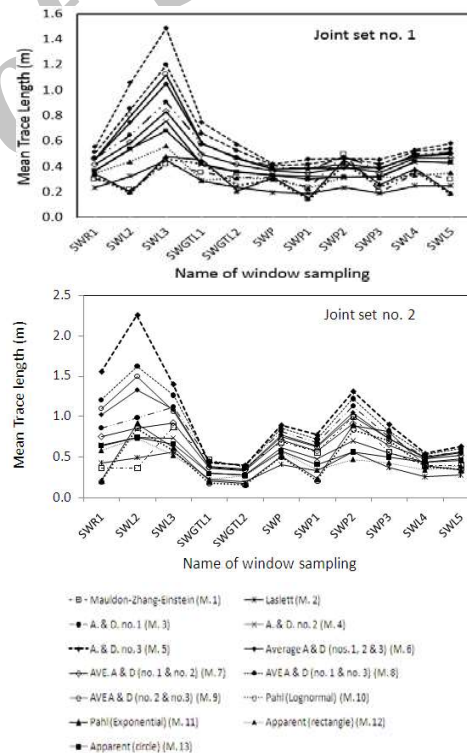 Joint set no. 1
Mean Trace Length (m)
1.6
1.4
1.2
1.0
0.8
0.6
0.4
0.2
0.0
SWR1
SWL2
SWL3
SWGTL1
SWGTL2
SWP
SWP1
SWP2
SWP3
SWL4
SWL5
Name of window sampling
Joint set no. 2
Mean Trace length (m)
2.5
2.0
1.5
1.0
0.5
0.0
SWR1
SWL2
SWL3
SWGTL1
SWGTL2
SWP
SWP1
SWP2
SWP3
SWL4
SWL5
Name of window sampling
Mauldon-Zhang-Einstein (M. 1)
Laslett (M. 2)
A. & D. no. 1 (M. 3)
A. & D. no. 2 (M. 4)
A. & D. no. 3 (M. 5)
Average A & D (nos. 1, 2 & 3) (M. 6)
AVE. A & D (no. 1 & no. 2) (M. 7)
AVE A & D (no. 1 & no. 3) (M. 8)
AVE A & D (no. 2 & no. 3) (M. 9)
Pahl (Lognormal) (M. 10)
Pahl (Exponential) (M. 11)
Apparent (rectangle) (M. 12)
Apparent (circle) (M. 13)